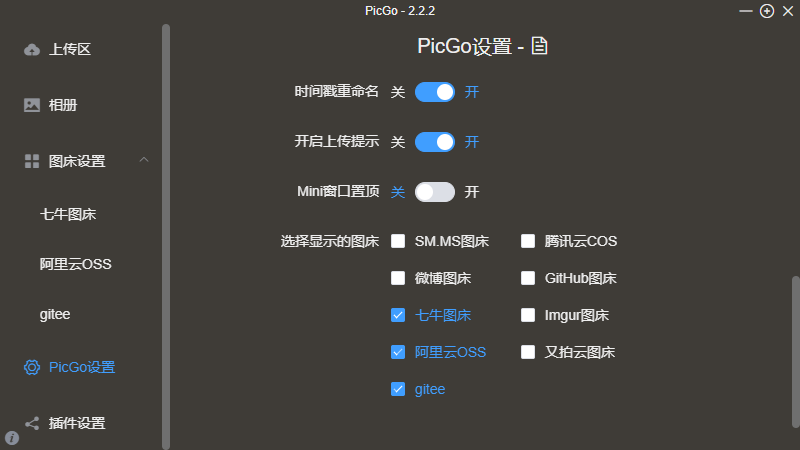 PicGo - 2.2.2
上传区
相册
图床设置
七牛图床
阿里云OSS
gitee
PicGo设置
插件设置
PicGo设置 -
时间戳重命名 关 开
开启上传提示 关 开
Mini窗口置顶 关 开
选择显示的图床 SM.MS图床 腾讯云COS
微博图床 GitHub图床
七牛图床 Imgur图床
阿里云OSS 又拍云图床
gitee